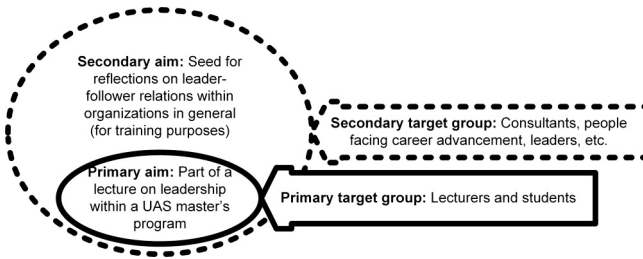 Secondary aim: Seed for
reflections on leader-
follower relations within
organizations in general
(for training purposes)
Secondary target group: Consultants, people
facing career advancement, leaders, etc.
Primary aim: Part of a
lecture on leadership
within a UAS master's
program
Primary target group: Lecturers and students